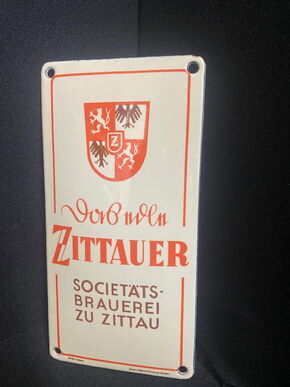 Z
Das edle
ZITTAUER
SOCIETÄTS-
BRAUEREI
ZU ZITTAU